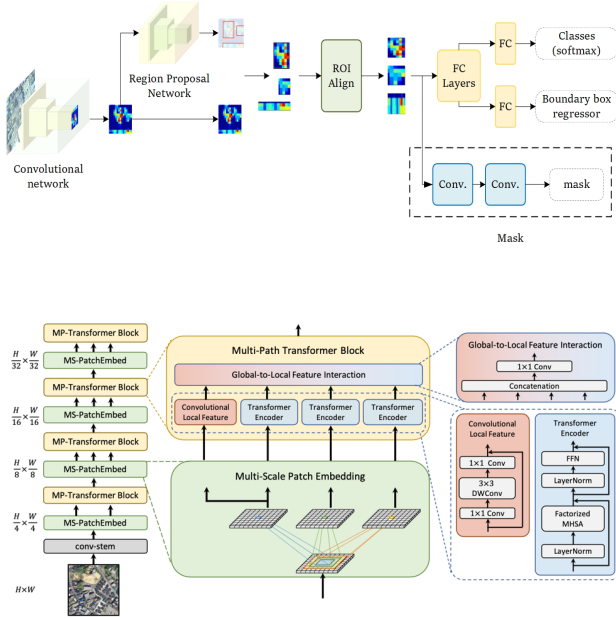 Region Proposal
Network
Convolutional
network
ROI
Align
FC
Layers
FC
Classes
(softmax)
FC
Boundary box
regressor
Conv.
Conv.
mask
Mask
MP-Transformer Block
H/32 × W/32
MS-PatchEmbed
MP-Transformer Block
H/16 × W/16
MS-PatchEmbed
MP-Transformer Block
H/8 × W/8
MS-PatchEmbed
MP-Transformer Block
H/4 × W/4
MS-PatchEmbed
conv-stem
H×W
Multi-Path Transformer Block
Global-to-Local Feature Interaction
Convolutional
Local Feature
Transformer
Encoder
Transformer
Encoder
Transformer
Encoder
Multi-Scale Patch Embedding
Global-to-Local Feature Interaction
1×1 Conv
Concatenation
Convolutional
Local Feature
1×1 Conv
3×3
DWConv
1×1 Conv
Transformer
Encoder
FFN
LayerNorm
Factorized
MHSA
LayerNorm